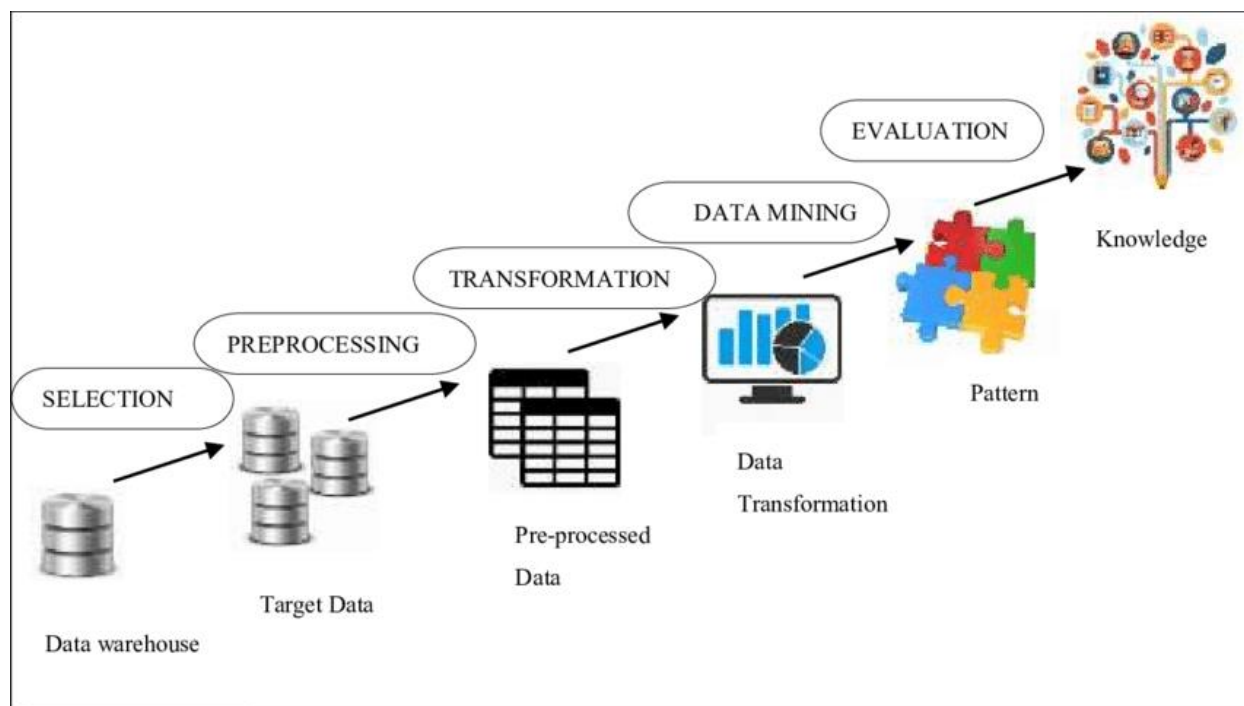 EVALUATION
DATA MINING
Knowledge
TRANSFORMATION
PREPROCESSING
SELECTION
Pattern
Data
Transformation
Pre-processed
Data
Target Data
Data warehouse